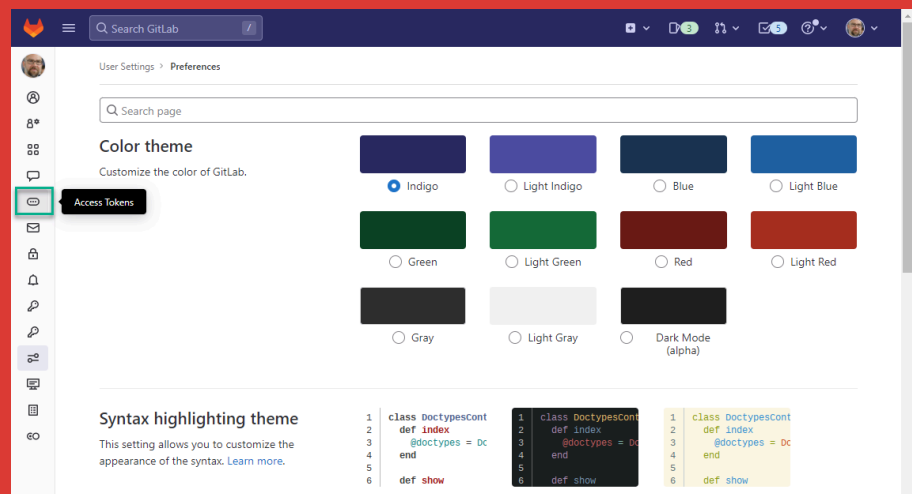 Search GitLab /
3
5
User Settings > Preferences
Search page
Color theme
Customize the color of GitLab.
Indigo
Light Indigo
Blue
Light Blue
Access Tokens
Green
Light Green
Red
Light Red
Gray
Light Gray
Dark Mode
(alpha)
Syntax highlighting theme
This setting allows you to customize the
appearance of the syntax. Learn more.
1 class DoctypesCont
2 def index
3 @doctypes = Dc
4 end
5
6 def show
1 class DoctypesCont
2 def index
3 @doctypes = Do
4 end
5
6 def show
1 class DoctypesCont
2 def index
3 @doctypes = Dc
4 end
5
6 def show